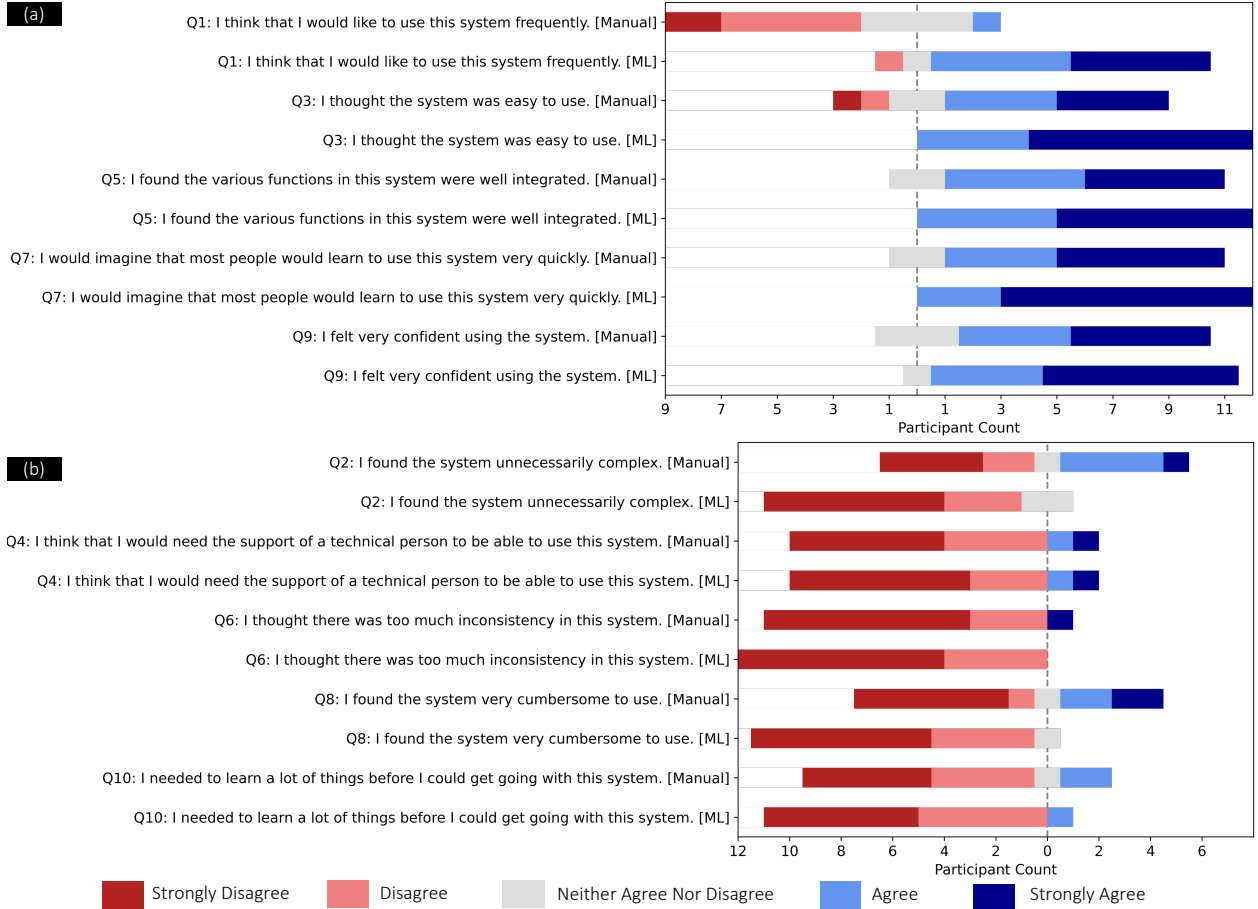 (a)
Q1: I think that I would like to use this system frequently. [Manual]
Q1: I think that I would like to use this system frequently. [ML]
Q3: I thought the system was easy to use. [Manual]
Q3: I thought the system was easy to use. [ML]
Q5: I found the various functions in this system were well integrated. [Manual]
Q5: I found the various functions in this system were well integrated. [ML]
Q7: I would imagine that most people would learn to use this system very quickly. [Manual]
Q7: I would imagine that most people would learn to use this system very quickly. [ML]
Q9: I felt very confident using the system. [Manual]
Q9: I felt very confident using the system. [ML]
9 7 5 3 1 1 3 5 7 9 11
Participant Count
(b)
Q2: I found the system unnecessarily complex. [Manual]
Q2: I found the system unnecessarily complex. [ML]
Q4: I think that I would need the support of a technical person to be able to use this system. [Manual]
Q4: I think that I would need the support of a technical person to be able to use this system. [ML]
Q6: I thought there was too much inconsistency in this system. [Manual]
Q6: I thought there was too much inconsistency in this system. [ML]
Q8: I found the system very cumbersome to use. [Manual]
Q8: I found the system very cumbersome to use. [ML]
Q10: I needed to learn a lot of things before I could get going with this system. [Manual]
Q10: I needed to learn a lot of things before I could get going with this system. [ML]
12 10 8 6 4 2 0 2 4 6
Participant Count
Strongly Disagree Disagree Neither Agree Nor Disagree Agree Strongly Agree